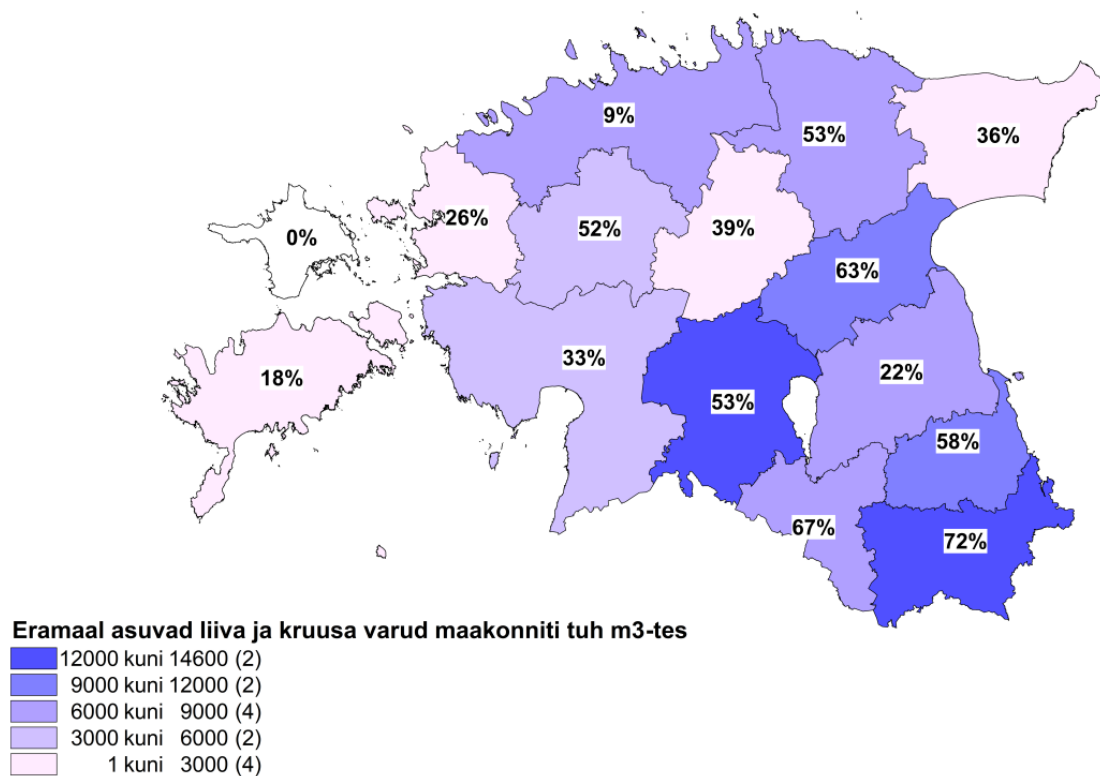 9%
53%
36%
26%
52%
39%
0%
63%
33%
18%
22%
53%
58%
67%
72%
Eramaal asuvad liiva ja kruusa varud maakonniti tuh m3-tes
12000 kuni 14600 (2)
9000 kuni 12000 (2)
6000 kuni 9000 (4)
3000 kuni 6000 (2)
1 kuni 3000 (4)